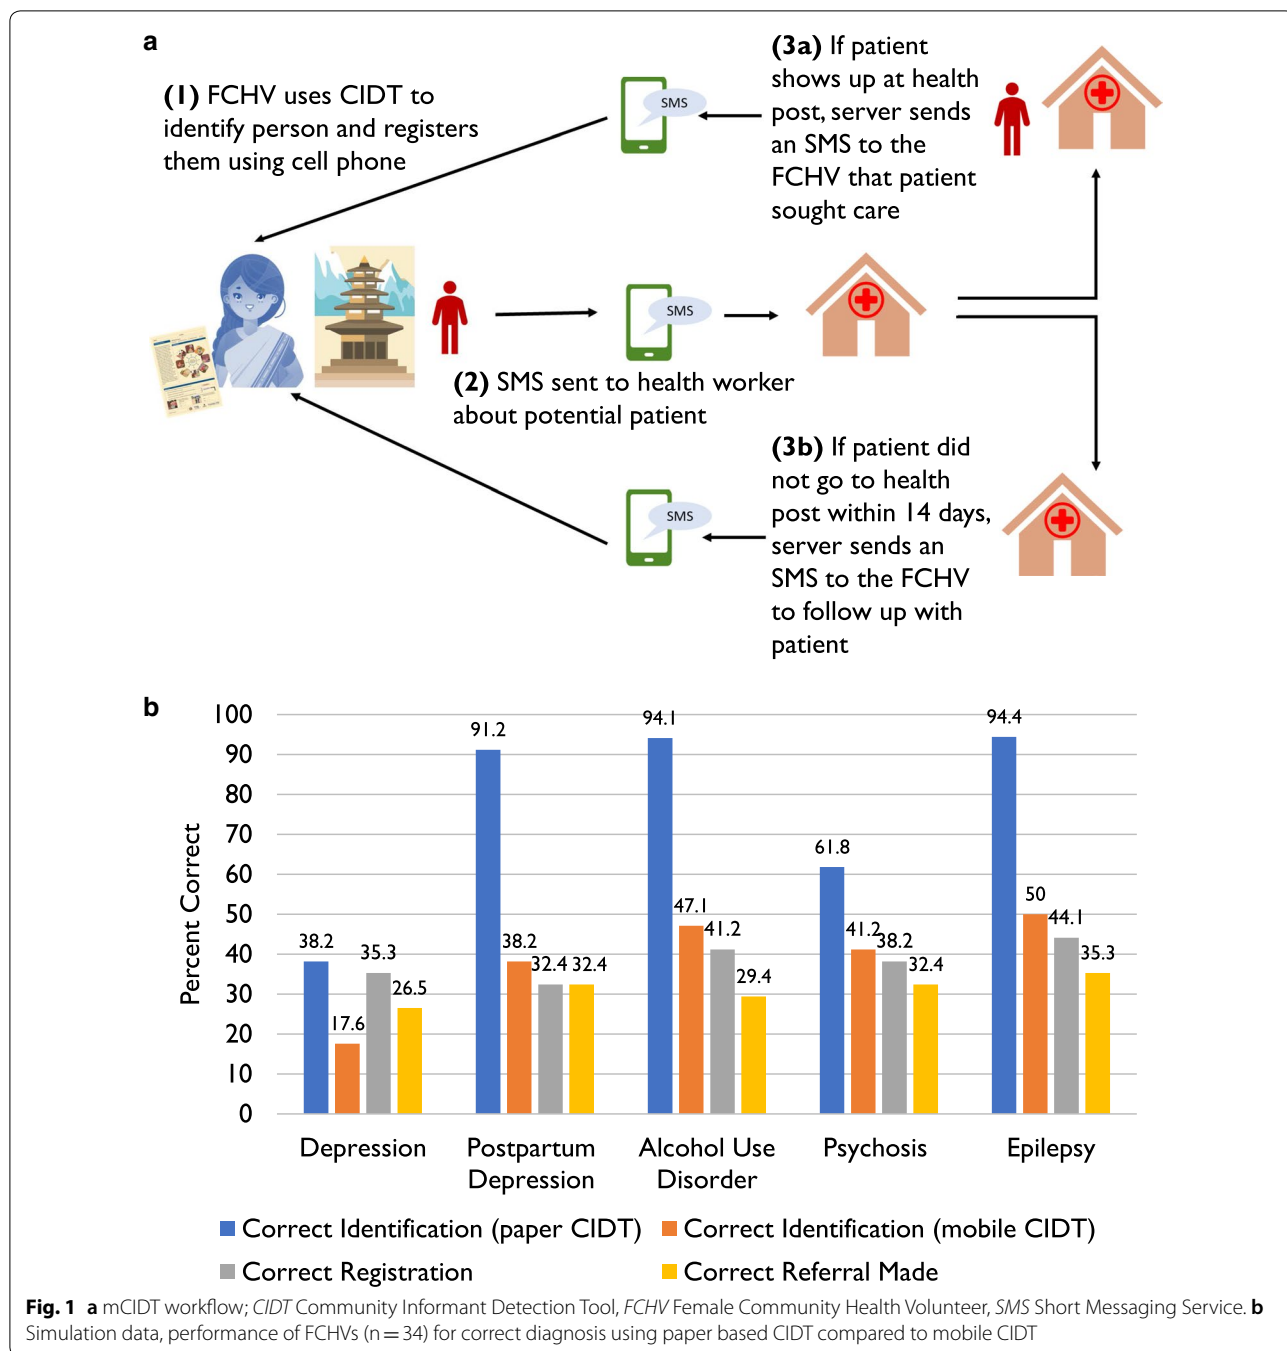 a
(1) FCHV uses CIDT to
identify person and registers
them using cell phone
SMS
(3a) If patient
shows up at health
post, server sends
an SMS to the
FCHV that patient
sought care
SMS
(2) SMS sent to health worker
about potential patient
SMS
(3b) If patient did
not go to health
post within 14 days,
server sends an
SMS to the FCHV
to follow up with
patient
b
Percent Correct
100
90
80
70
60
50
40
30
20
10
0
38.2
17.6
35.3
26.5
91.2
38.2
32.4
32.4
94.1
47.1
41.2
29.4
61.8
41.2
38.2
32.4
94.4
50
44.1
35.3
Depression
Postpartum
Depression
Alcohol Use
Disorder
Psychosis
Epilepsy
Correct Identification (paper CIDT)
Correct Identification (mobile CIDT)
Correct Registration
Correct Referral Made
Fig. 1 a mCIDT workflow; CIDT Community Informant Detection Tool, FCHV Female Community Health Volunteer, SMS Short Messaging Service. b
Simulation data, performance of FCHVs (n = 34) for correct diagnosis using paper based CIDT compared to mobile CIDT